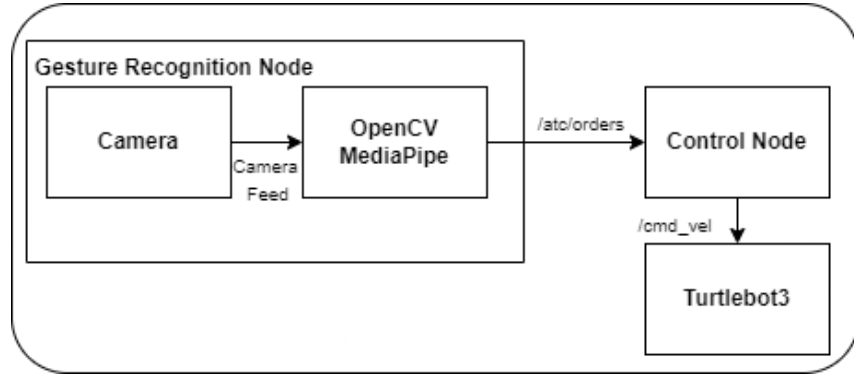 Gesture Recognition Node
Camera
Camera
Feed
OpenCV
MediaPipe
/atc/orders
Control Node
/cmd_vel
Turtlebot3